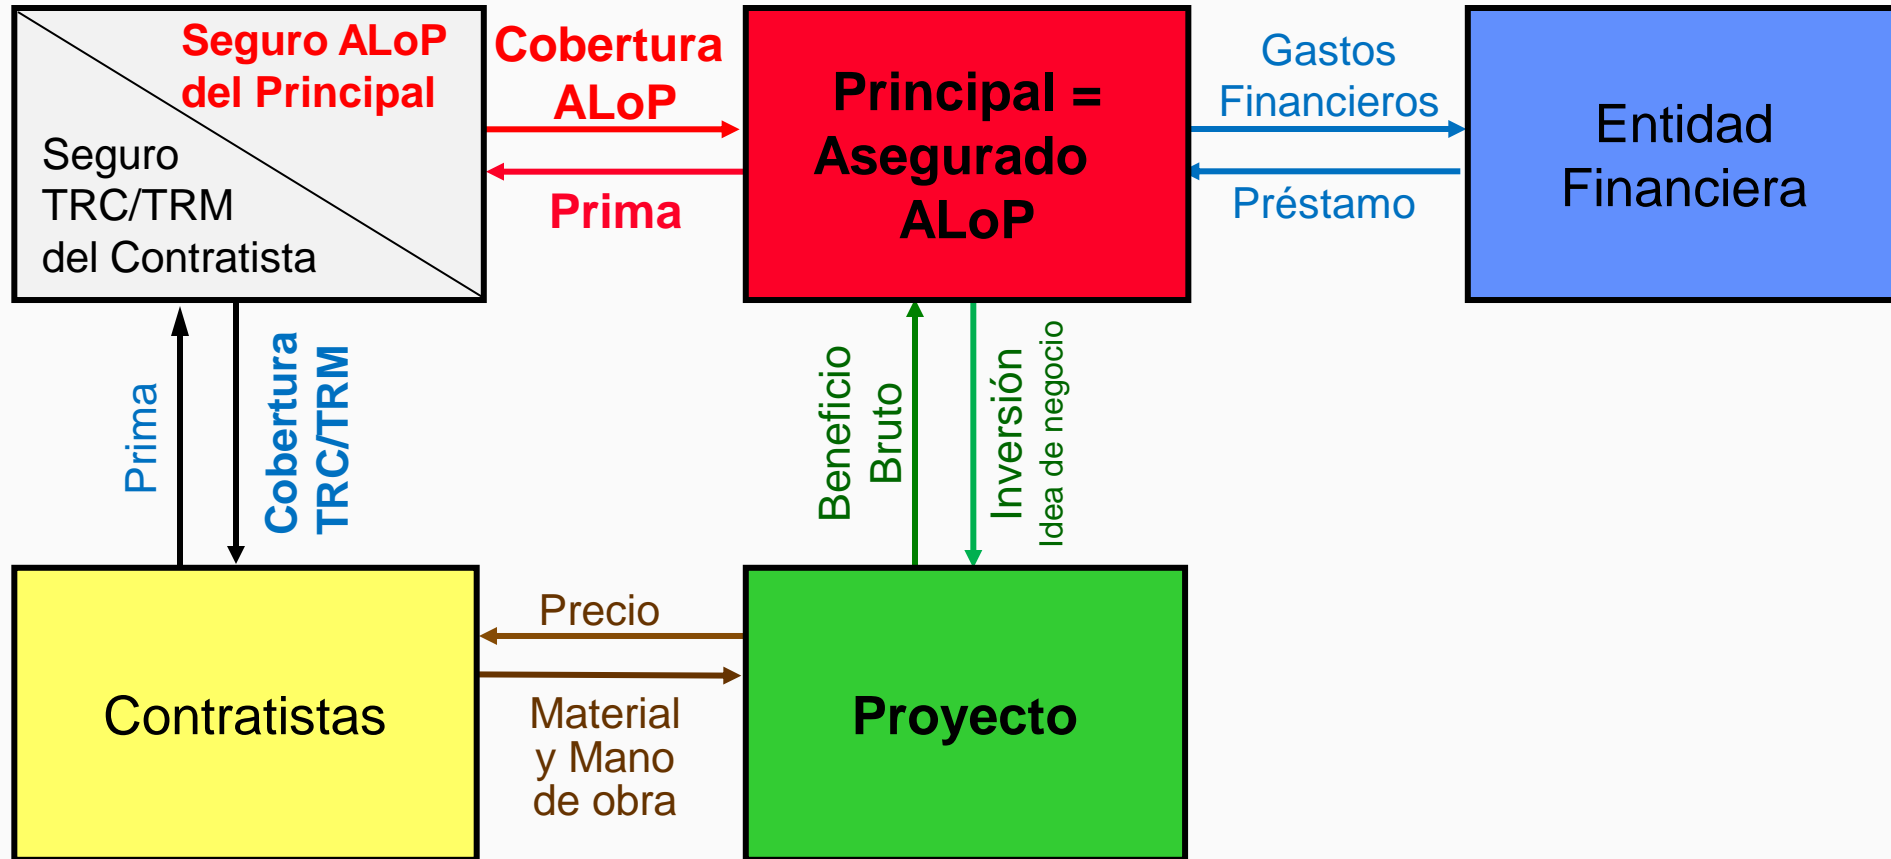 Seguro ALoP
del Principal
Seguro
TRC/TRM
del Contratista
Cobertura
ALoP
Prima
Principal =
Asegurado
ALoP
Gastos
Financieros
Préstamo
Entidad
Financiera
Prima
Cobertura
TRC/TRM
Beneficio
Bruto
Inversión
Idea de negocio
Contratistas
Precio
Material
y Mano
de obra
Proyecto